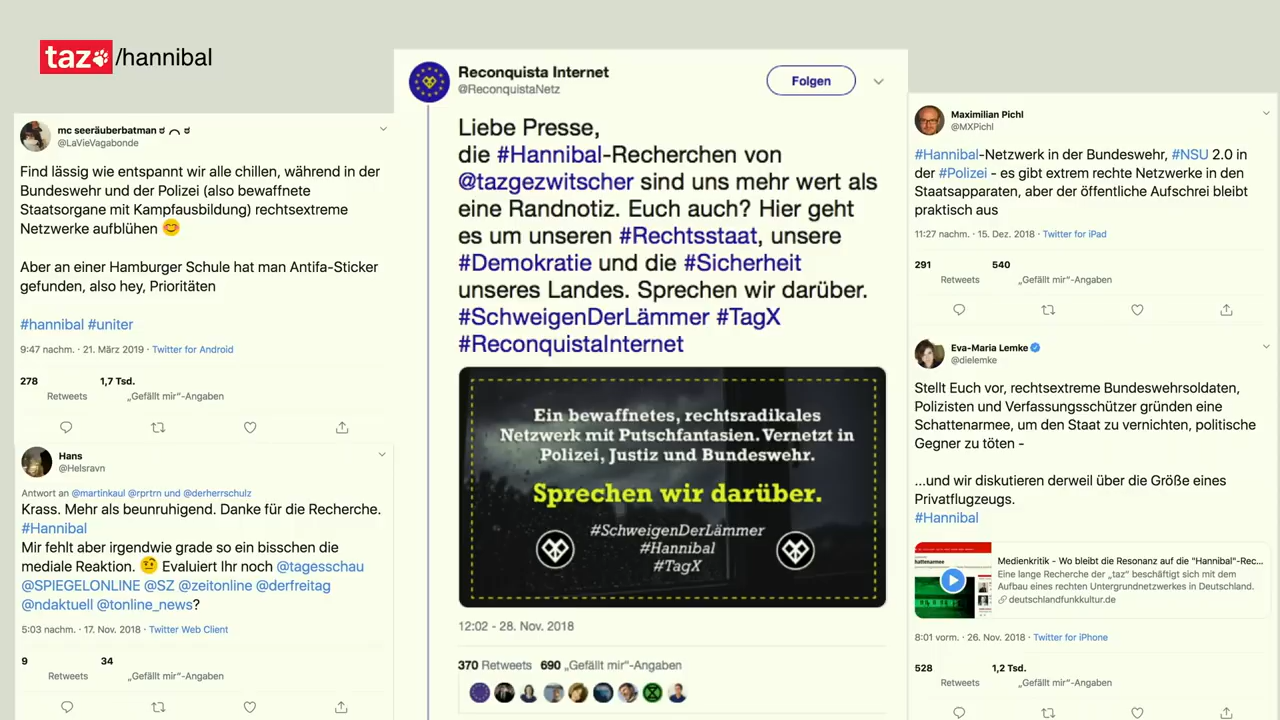 taz/hannibal
mc seeräuberbatman ಠ ⌒ ಠ
@LaVieVagabonde
Find lässig wie entspannt wir alle chillen, während in der
Bundeswehr und der Polizei (also bewaffnete
Staatsorgane mit Kampfausbildung) rechtsextreme
Netzwerke aufblühen 😊
Aber an einer Hamburger Schule hat man Antifa-Sticker
gefunden, also hey, Prioritäten
#hannibal #uniter
9:47 nachm. · 21. März 2019 · Twitter for Android
278 1,7 Tsd.
Retweets „Gefällt mir“-Angaben
Hans
@Helsravn
Antwort an @martinkaul @rprtrn und @derherrschulz
Krass. Mehr als beunruhigend. Danke für die Recherche.
#Hannibal
Mir fehlt aber irgendwie grade so ein bisschen die
mediale Reaktion. 🤨 Evaluiert Ihr noch @tagesschau
@SPIEGELONLINE @SZ @zeitonline @derfreitag
@ndaktuell @tonline_news?
5:03 nachm. · 17. Nov. 2018 · Twitter Web Client
9 34
Retweets „Gefällt mir“-Angaben
Reconquista Internet
@ReconquistaNetz
Folgen
Liebe Presse,
die #Hannibal-Recherchen von
@tazgezwitscher sind uns mehr wert als
eine Randnotiz. Euch auch? Hier geht
es um unseren #Rechtsstaat, unsere
#Demokratie und die #Sicherheit
unseres Landes. Sprechen wir darüber.
#SchweigenDerLämmer #TagX
#ReconquistaInternet
Ein bewaffnetes, rechtsradikales
Netzwerk mit Putschfantasien. Vernetzt in
Polizei, Justiz und Bundeswehr.
Sprechen wir darüber.
#SchweigenDerLämmer
#Hannibal
#TagX
12:02 - 28. Nov. 2018
370 Retweets 690 „Gefällt mir“-Angaben
Maximilian Pichl
@MXPichl
#Hannibal-Netzwerk in der Bundeswehr, #NSU 2.0 in
der #Polizei - es gibt extrem rechte Netzwerke in den
Staatsapparaten, aber der öffentliche Aufschrei bleibt
praktisch aus
11:27 nachm. · 15. Dez. 2018 · Twitter for iPad
291 540
Retweets „Gefällt mir“-Angaben
Eva-Maria Lemke
@dielemke
Stellt Euch vor, rechtsextreme Bundeswehrsoldaten,
Polizisten und Verfassungsschützer gründen eine
Schattenarmee, um den Staat zu vernichten, politische
Gegner zu töten -
...und wir diskutieren derweil über die Größe eines
Privatflugzeugs.
#Hannibal
Medienkritik - Wo bleibt die Resonanz auf die "Hannibal"-Rec...
Eine lange Recherche der „taz“ beschäftigt sich mit dem
Aufbau eines rechten Untergrundnetzwerkes in Deutschland.
deutschlandfunkkultur.de
8:01 vorm. · 26. Nov. 2018 · Twitter for iPhone
528 1,2 Tsd.
Retweets „Gefällt mir“-Angaben